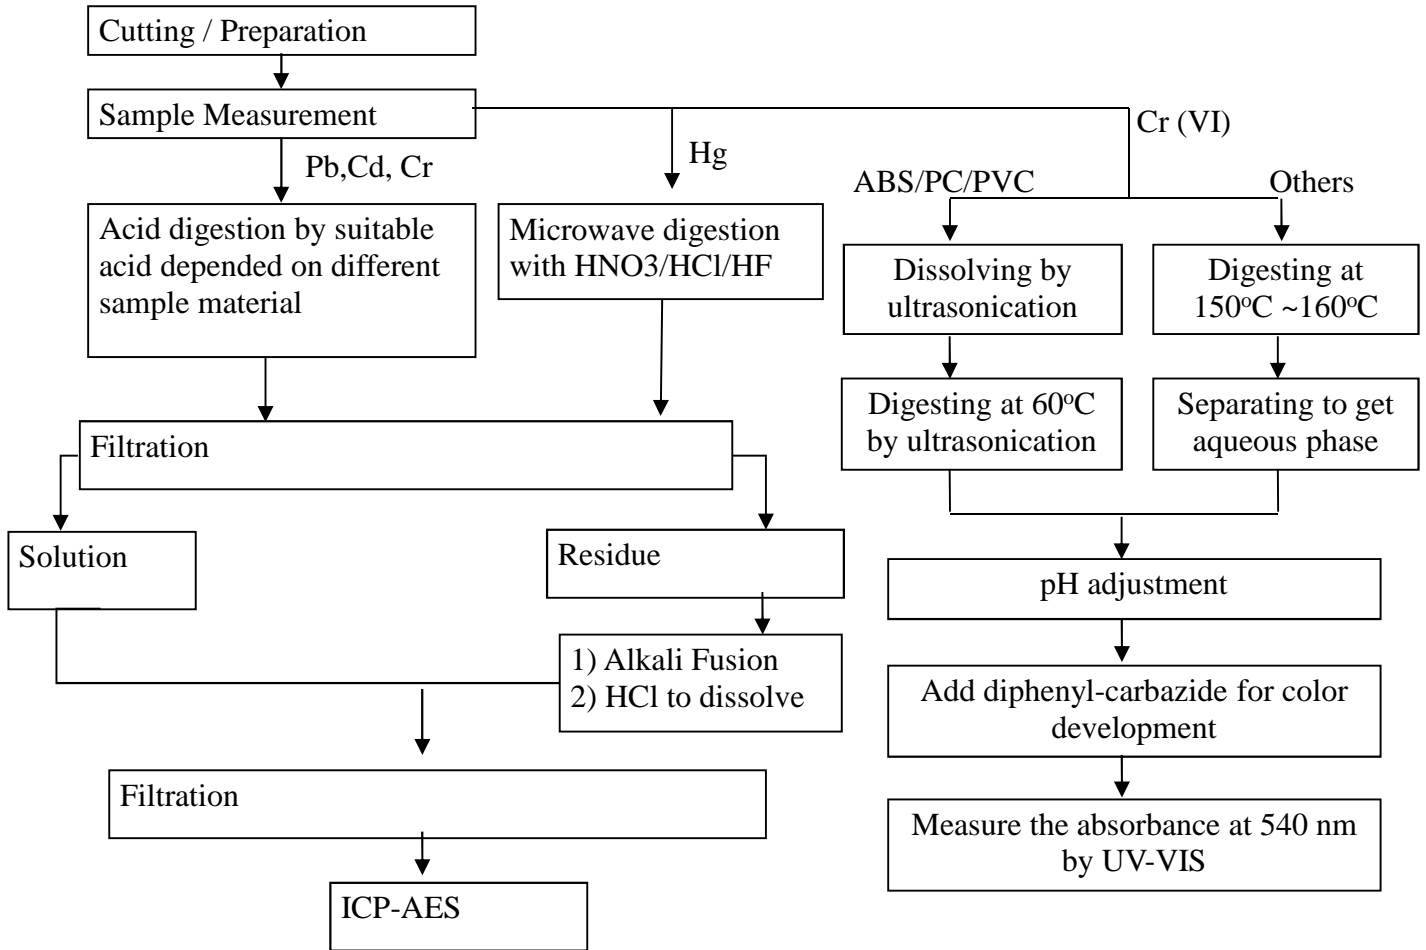 Cutting / Preparation
Sample Measurement
Pb,Cd, Cr
Hg
Cr (VI)
ABS/PC/PVC
Others
Acid digestion by suitable
acid depended on different
sample material
Microwave digestion
with HNO3/HCl/HF
Dissolving by
ultrasonication
Digesting at
150°C ~160°C
Digesting at 60°C
by ultrasonication
Separating to get
aqueous phase
Filtration
Solution
Residue
1) Alkali Fusion
2) HCl to dissolve
pH adjustment
Add diphenyl-carbazide for color
development
Filtration
Measure the absorbance at 540 nm
by UV-VIS
ICP-AES